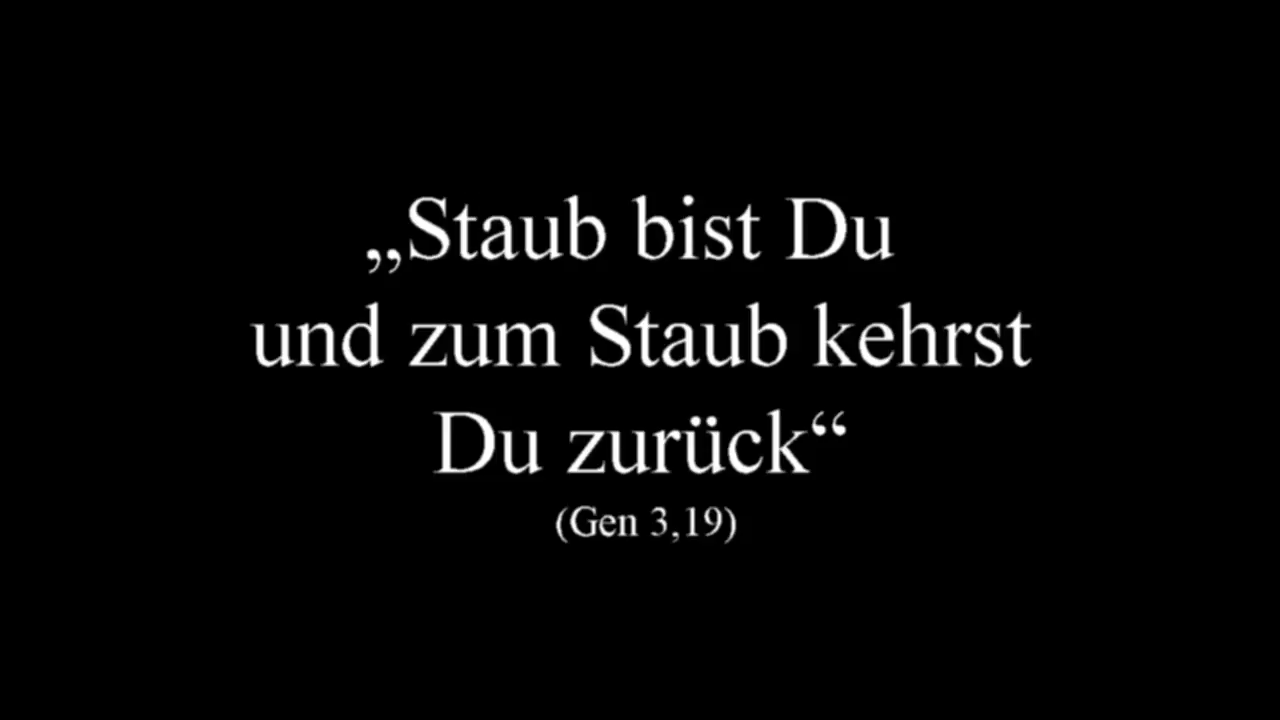 „Staub bist Du
und zum Staub kehrst
Du zurück“
(Gen 3,19)